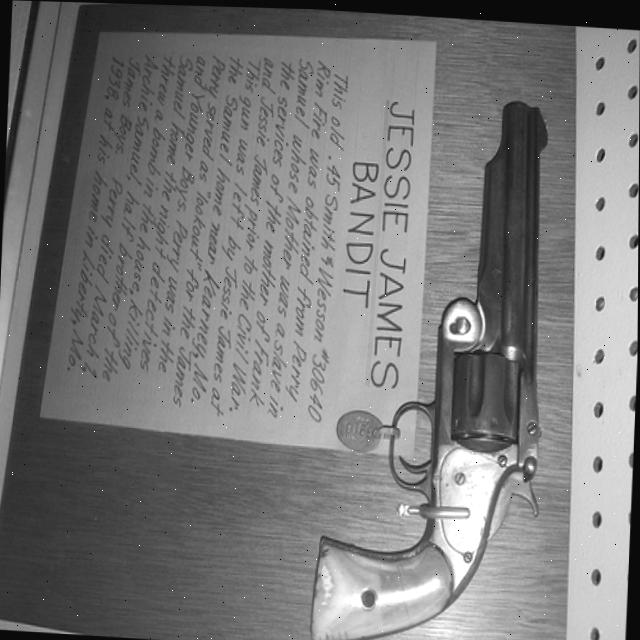 JESSIE JAMES
BANDIT
This old .45 Smith & Wesson #30640
Rim Fire was obtained from Perry
Samuel, whose Mother was a slave in
the services of the mother of Frank
and Jessie James prior to the Civil War.
This gun was left by Jessie James at
the Samuel home near Kearney, Mo.
Perry served as lookout for the James
and Younger Boys. Perry was in the
Samuel home the night detectives
threw a bomb in the house, killing
Archie Samuel, half brother of the
James Boys. Perry died March 1,
at his home in Liberty, Mo.